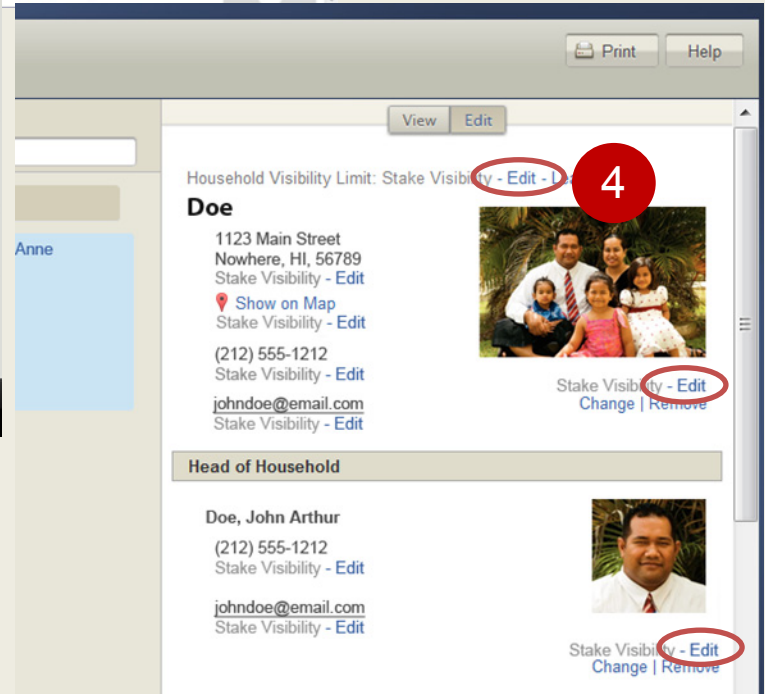 Print Help
View Edit
Household Visibility Limit: Stake Visibility - Edit -
4
Doe
1123 Main Street
Nowhere, HI, 56789
Stake Visibility - Edit
Show on Map
Stake Visibility - Edit
(212) 555-1212
Stake Visibility - Edit
johndoe@email.com
Stake Visibility - Edit
Stake Visibility - Edit
Change | Remove
Anne
Head of Household
Doe, John Arthur
(212) 555-1212
Stake Visibility - Edit
johndoe@email.com
Stake Visibility - Edit
Stake Visibility - Edit
Change | Remove